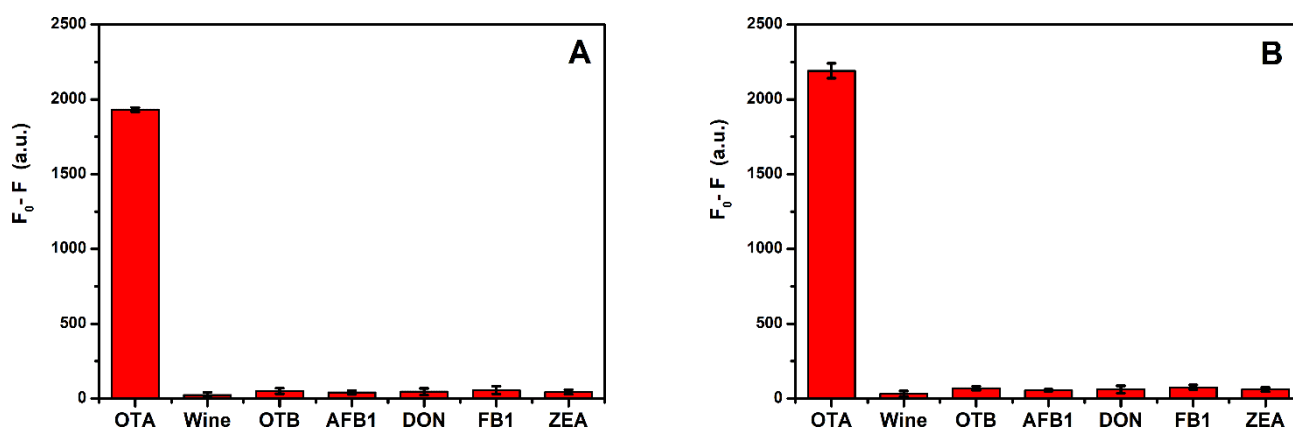 A
2500
2000
1500
1000
500
0
F₀- F (a.u.)
OTA Wine OTB AFB1 DON FB1 ZEA
B
2500
2000
1500
1000
500
0
F₀- F (a.u.)
OTA Wine OTB AFB1 DON FB1 ZEA